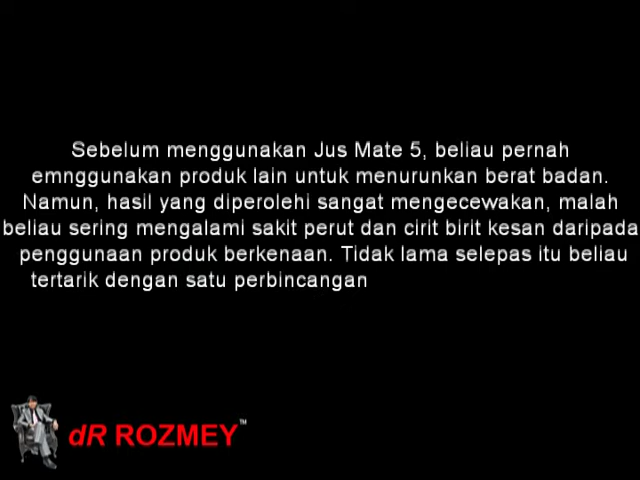 Sebelum menggunakan Jus Mate 5, beliau pernah
emnggunakan produk lain untuk menurunkan berat badan.
Namun, hasil yang diperolehi sangat mengecewakan, malah
beliau sering mengalami sakit perut dan cirit birit kesan daripada
penggunaan produk berkenaan. Tidak lama selepas itu beliau
tertarik dengan satu perbincangan
dR ROZMEY™